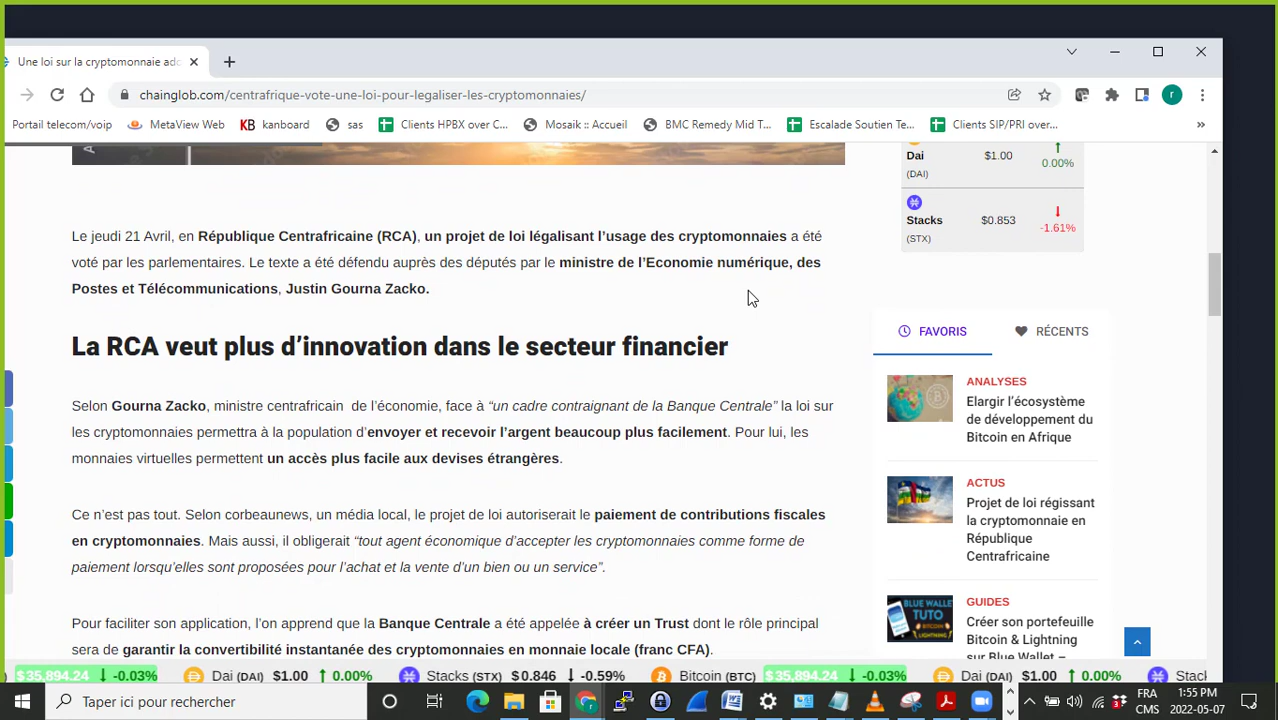 Une loi sur la cryptomonnaie ado
chainglob.com/centrafrique-vote-une-loi-pour-legaliser-les-cryptomonnaies/
Portail telecom/voip
MetaView Web
KB kanboard
sas
Clients HPBX over C...
Mosaik :: Accueil
BMC Remedy Mid T...
Escalade Soutien Te...
Clients SIP/PRI over...
»
Dai
(DAI)
$1.00
0.00%
Stacks
(STX)
$0.853
-1.61%
Le jeudi 21 Avril, en République Centrafricaine (RCA), un projet de loi légalisant l’usage des cryptomonnaies a été
voté par les parlementaires. Le texte a été défendu auprès des députés par le ministre de l’Economie numérique, des
Postes et Télécommunications, Justin Gourna Zacko.
La RCA veut plus d’innovation dans le secteur financier
Selon Gourna Zacko, ministre centrafricain de l’économie, face à “un cadre contraignant de la Banque Centrale” la loi sur
les cryptomonnaies permettra à la population d’envoyer et recevoir l’argent beaucoup plus facilement. Pour lui, les
monnaies virtuelles permettent un accès plus facile aux devises étrangères.
Ce n’est pas tout. Selon corbeaunews, un média local, le projet de loi autoriserait le paiement de contributions fiscales
en cryptomonnaies. Mais aussi, il obligerait “tout agent économique d’accepter les cryptomonnaies comme forme de
paiement lorsqu’elles sont proposées pour l’achat et la vente d’un bien ou un service”.
Pour faciliter son application, l’on apprend que la Banque Centrale a été appelée à créer un Trust dont le rôle principal
sera de garantir la convertibilité instantanée des cryptomonnaies en monnaie locale (franc CFA).
FAVORIS
RÉCENTS
ANALYSES
Elargir l’écosystème
de développement du
Bitcoin en Afrique
ACTUS
Projet de loi régissant
la cryptomonnaie en
République
Centrafricaine
BLUE WALLET
TUTO
BITCOIN
LIGHTNING
GUIDES
Créer son portefeuille
Bitcoin & Lightning
sur Blue Wallet –
$35,894.24 -0.03% Dai (DAI) $1.00 0.00% Stacks (STX) $0.846 -0.59% Bitcoin (BTC) $35,894.24 -0.03% Dai (DAI) $1.00 0.00% Stack
Taper ici pour rechercher
FRA
CMS
1:55 PM
2022-05-07